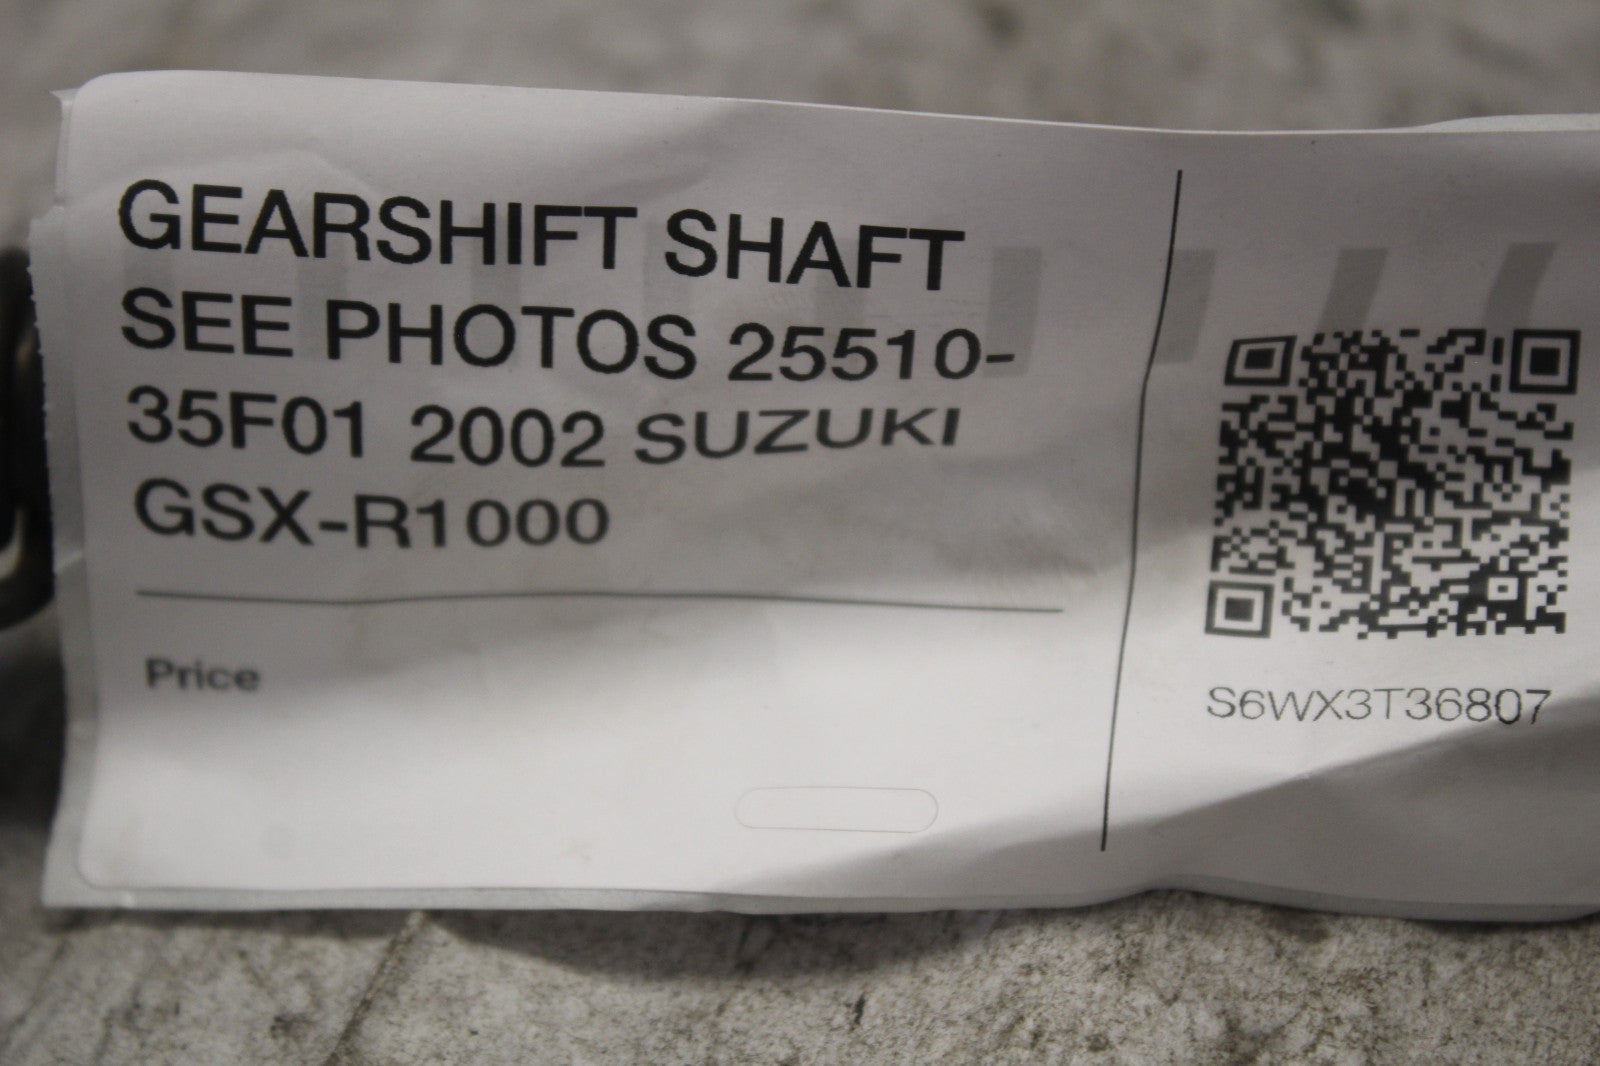 GEARSHIFT SHAFT
SEE PHOTOS 25510-
35F01 2002 SUZUKI
GSX-R1000
Price
S6WX3T36807